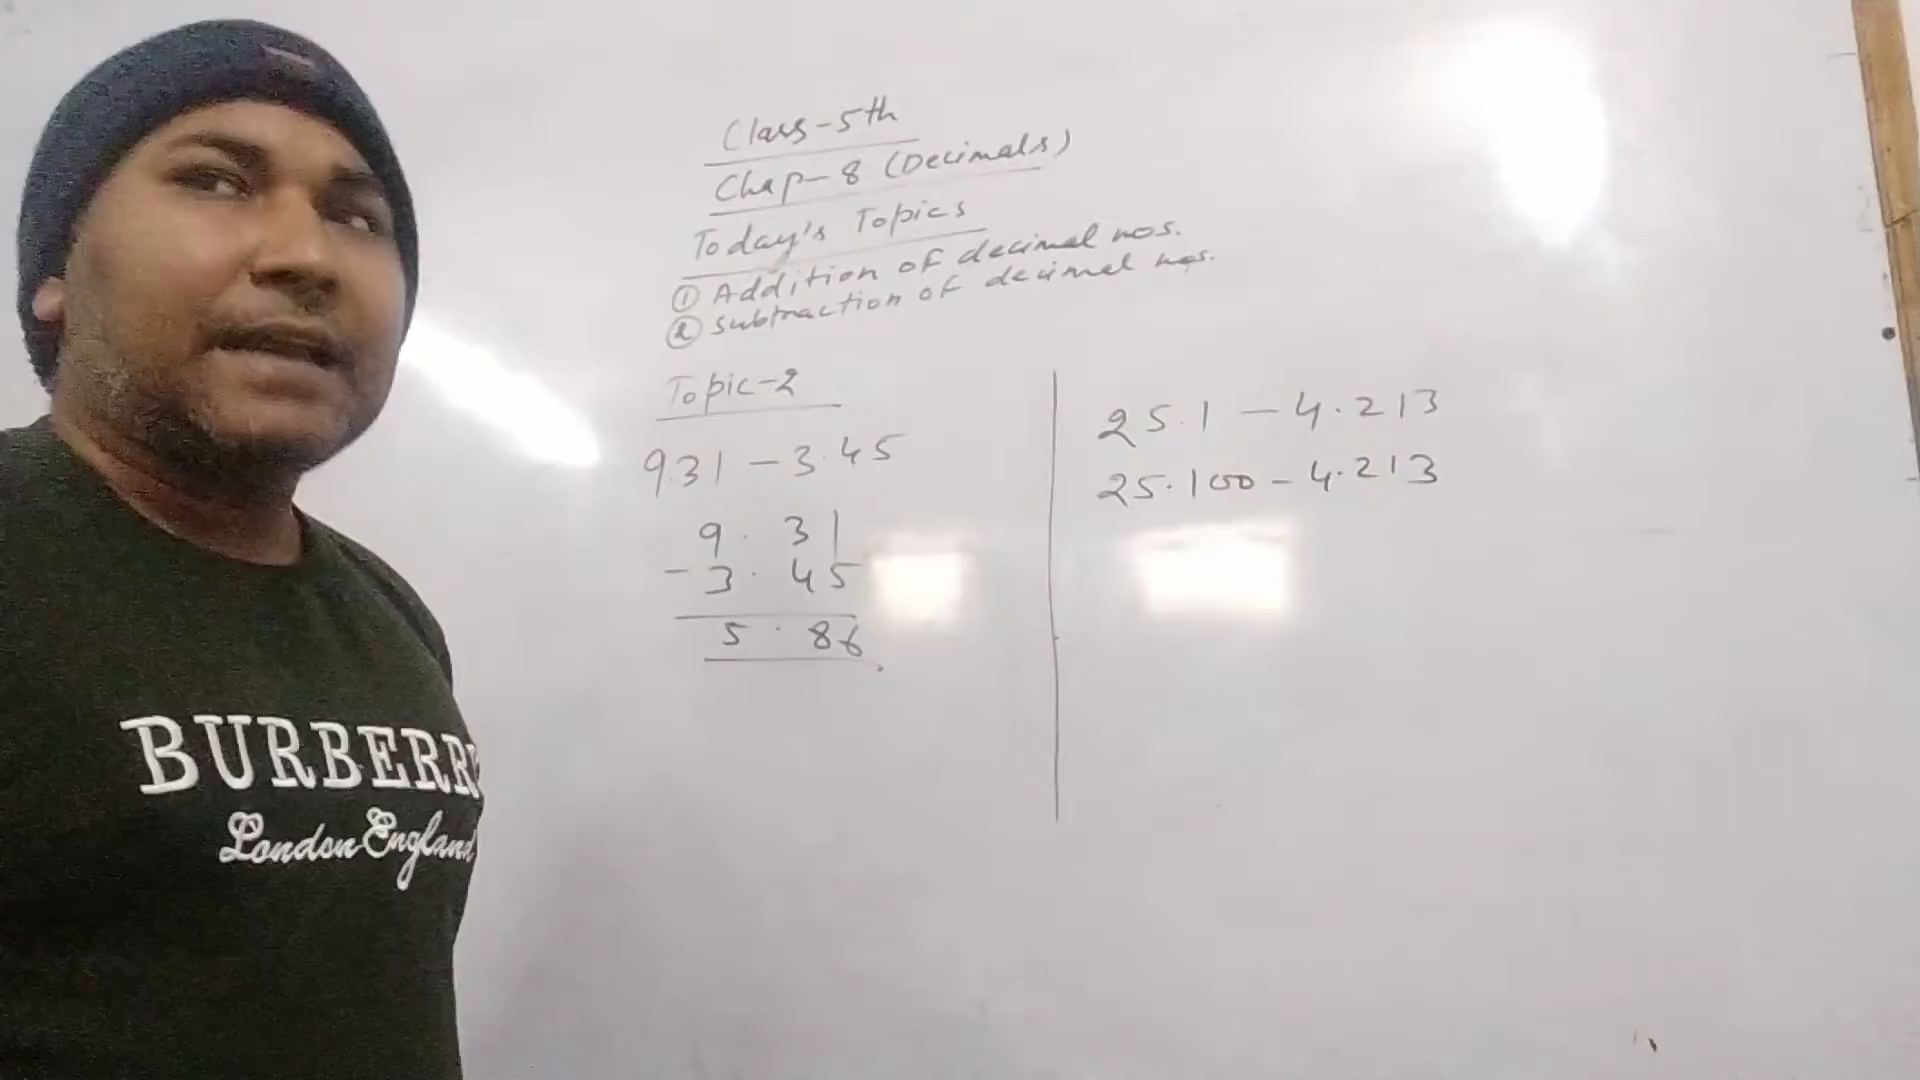 Class-5th
Chap-8 (Decimals)
Today's Topics
① Addition of decimal nos.
② Subtraction of decimal nos.
Topic-2
9.31 - 3.45
9. 31
- 3. 45
5. 86
25.1 - 4.213
25.100 - 4.213
BURBERRY
London England